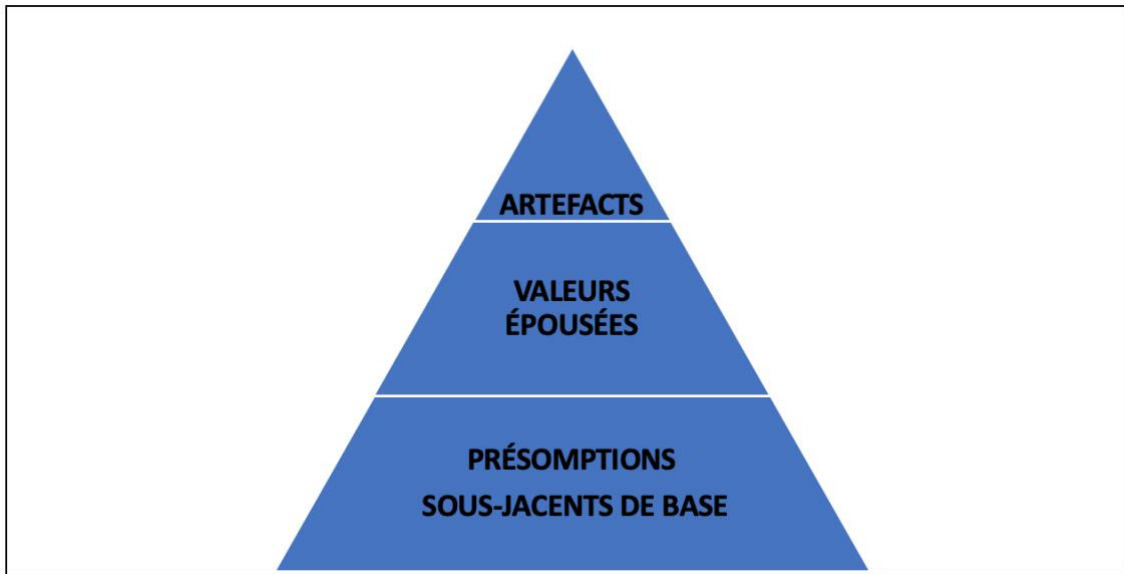 ARTEFACTS
VALEURS
ÉPOUSÉES
PRÉSOMPTIONS
SOUS-JACENTS DE BASE